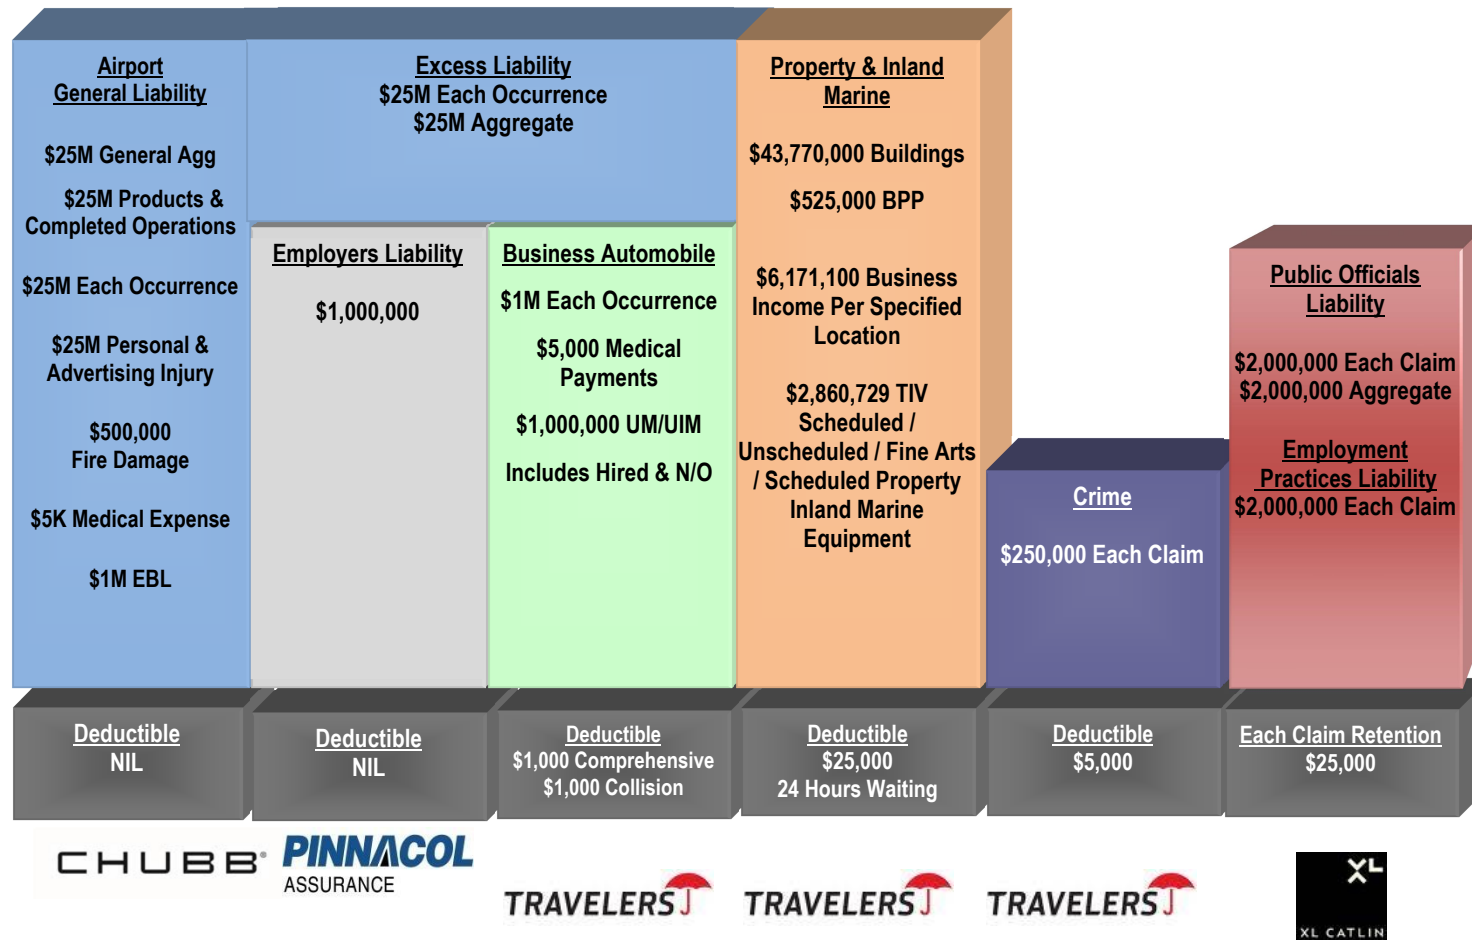 Airport
General Liability
$25M General Agg
$25M Products &
Completed Operations
$25M Each Occurrence
$25M Personal &
Advertising Injury
$500,000
Fire Damage
$5K Medical Expense
$1M EBL
Excess Liability
$25M Each Occurrence
$25M Aggregate
Employers Liability
$1,000,000
Business Automobile
$1M Each Occurrence
$5,000 Medical
Payments
$1,000,000 UM/UIM
Includes Hired & N/O
Property & Inland
Marine
$43,770,000 Buildings
$525,000 BPP
$6,171,100 Business
Income Per Specified
Location
$2,860,729 TIV
Scheduled /
Unscheduled / Fine Arts
/ Scheduled Property
Inland Marine
Equipment
Crime
$250,000 Each Claim
Public Officials
Liability
$2,000,000 Each Claim
$2,000,000 Aggregate
Employment
Practices Liability
$2,000,000 Each Claim
Deductible
NIL
Deductible
NIL
Deductible
$1,000 Comprehensive
$1,000 Collision
Deductible
$25,000
24 Hours Waiting
Deductible
$5,000
Each Claim Retention
$25,000
CHUBB
PINNACOL
ASSURANCE
TRAVELERS
TRAVELERS
TRAVELERS
XL
XL CATLIN